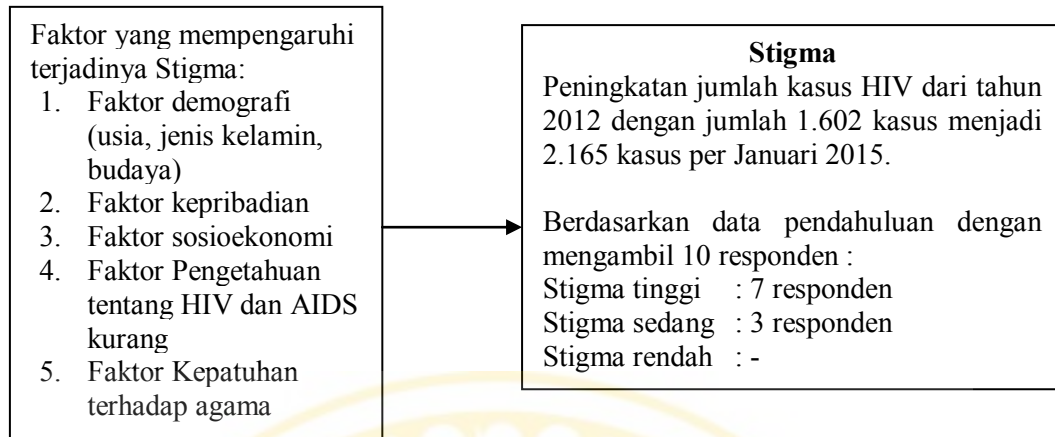 Faktor yang mempengaruhi
terjadinya Stigma:
1. Faktor demografi
(usia, jenis kelamin,
budaya)
2. Faktor kepribadian
3. Faktor sosioekonomi
4. Faktor Pengetahuan
tentang HIV dan AIDS
kurang
5. Faktor Kepatuhan
terhadap agama
Stigma
Peningkatan jumlah kasus HIV dari tahun
2012 dengan jumlah 1.602 kasus menjadi
2.165 kasus per Januari 2015.
Berdasarkan data pendahuluan dengan
mengambil 10 responden :
Stigma tinggi : 7 responden
Stigma sedang : 3 responden
Stigma rendah : -